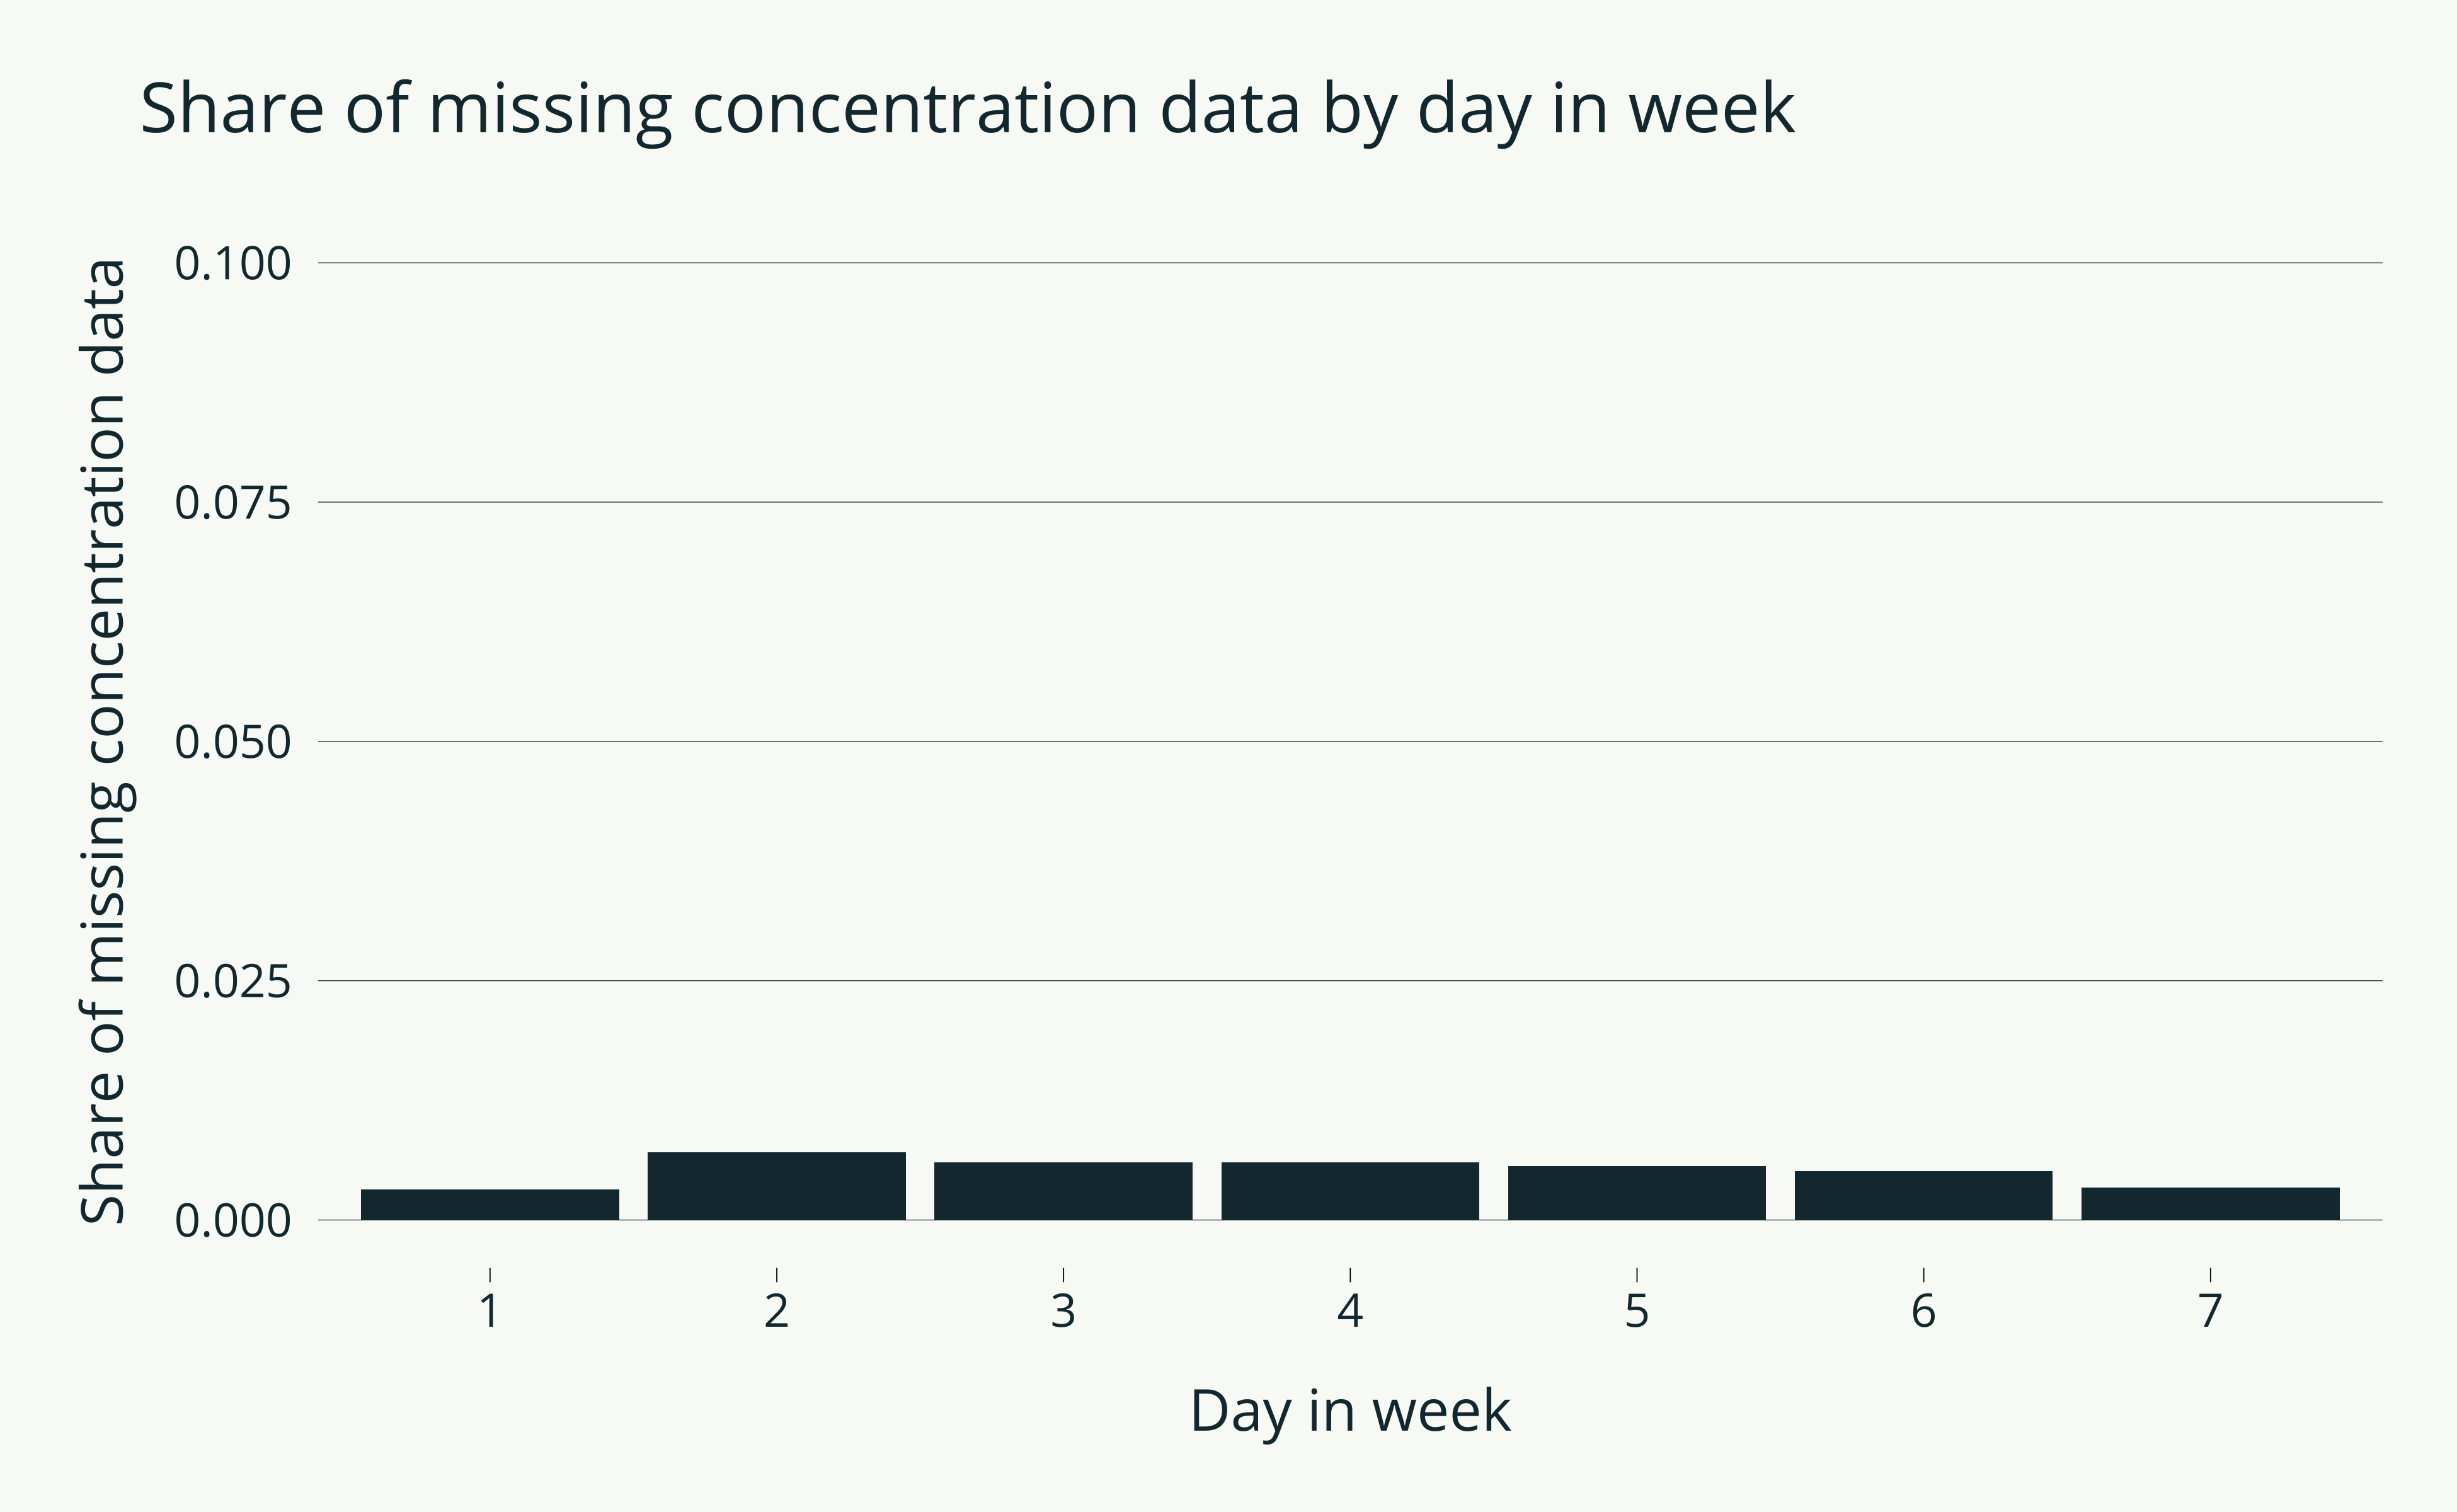 Share of missing concentration data by day in week
Share of missing concentration data
0.100
0.075
0.050
0.025
0.000
1 2 3 4 5 6 7
Day in week